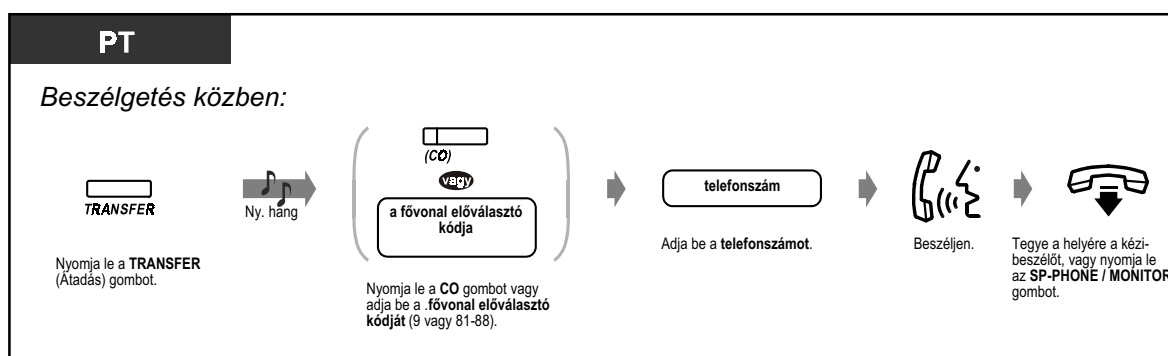 PT
Beszélgetés közben:
TRANSFER
Nyomja le a TRANSFER
(Átadás) gombot.
Ny. hang
(CO)
vagy
a fővonal előválasztó
kódja
Nyomja le a CO gombot vagy
adja be a .fővonal előválasztó
kódját (9 vagy 81-88).
telefonszám
Adja be a telefonszámot.
Beszéljen.
Tegye a helyére a kézi-
beszélőt, vagy nyomja le
az SP-PHONE / MONITOR
gombot.